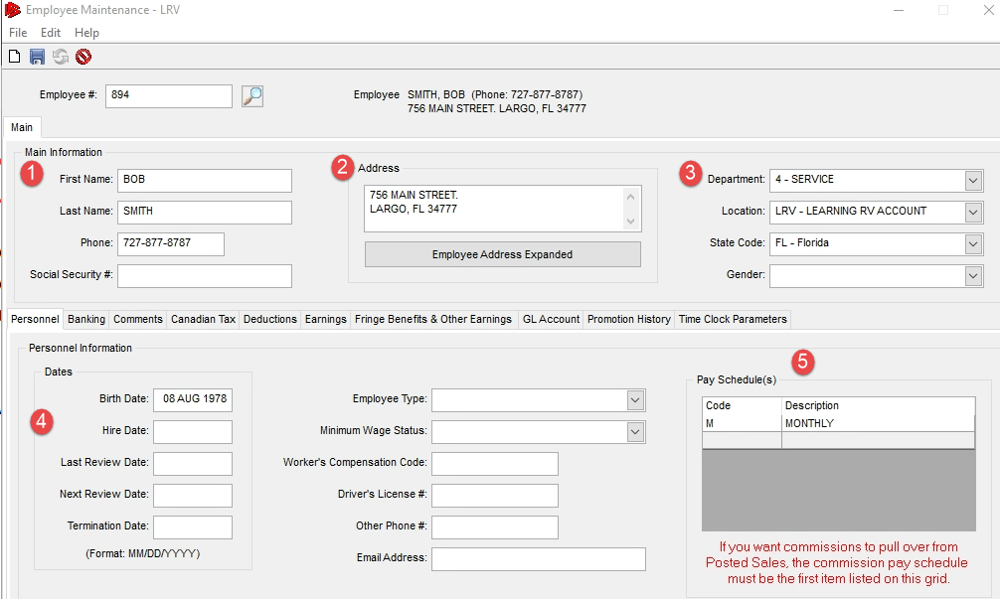 Employee Maintenance - LRV
File Edit Help
Employee #: 894
Employee SMITH, BOB (Phone: 727-877-8787)
756 MAIN STREET. LARGO, FL 34777
Main
Main Information
1
First Name: BOB
Last Name: SMITH
Phone: 727-877-8787
Social Security #:
2
Address
756 MAIN STREET.
LARGO, FL 34777
Employee Address Expanded
3
Department: 4 - SERVICE
Location: LRV - LEARNING RV ACCOUNT
State Code: FL - Florida
Gender:
Personnel Banking Comments Canadian Tax Deductions Earnings Fringe Benefits & Other Earnings GL Account Promotion History Time Clock Parameters
Personnel Information
Dates
4
Birth Date: 08 AUG 1978
Hire Date:
Last Review Date:
Next Review Date:
Termination Date:
(Format: MM/DD/YYYY)
Employee Type:
Minimum Wage Status:
Worker's Compensation Code:
Driver's License #:
Other Phone #:
Email Address:
5
Pay Schedule(s)
Code Description
M MONTHLY
If you want commissions to pull over from
Posted Sales, the commission pay schedule
must be the first item listed on this grid.